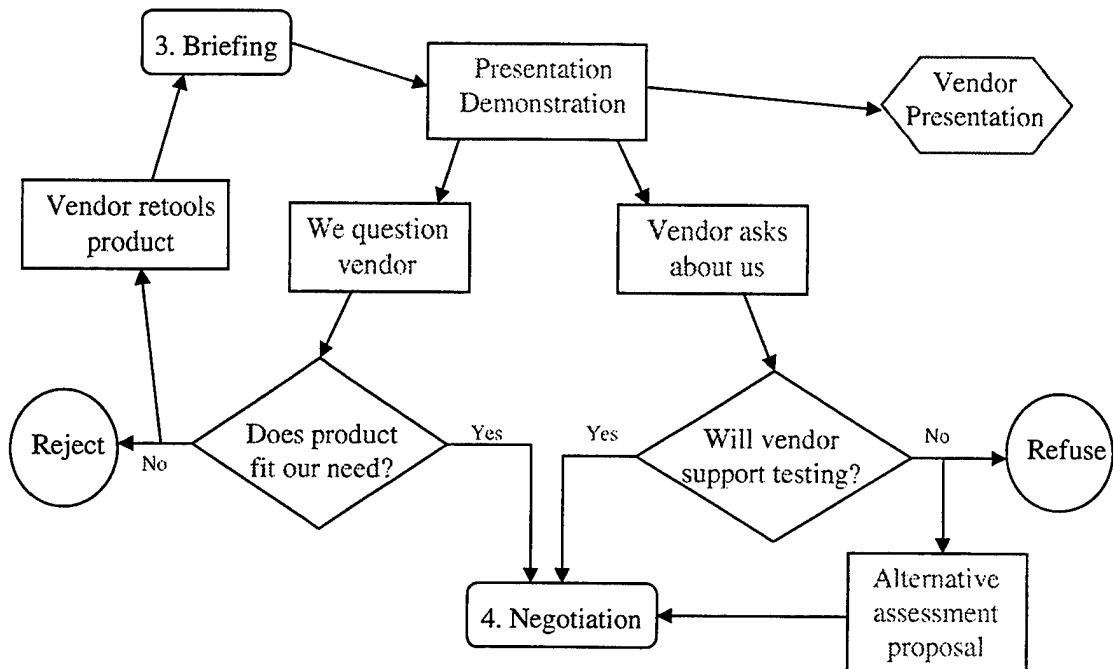 3. Briefing
Presentation
Demonstration
Vendor
Presentation
Vendor retools
product
We question
vendor
Vendor asks
about us
Reject
No
Does product
fit our need?
Yes
Yes
Will vendor
support testing?
No
Refuse
4. Negotiation
Alternative
assessment
proposal